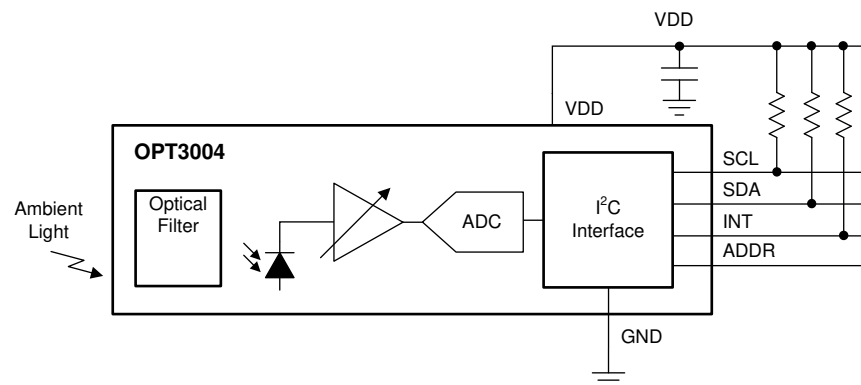 VDD
VDD
OPT3004
Ambient
Light
Optical
Filter
ADC
I²C
Interface
SCL
SDA
INT
ADDR
GND